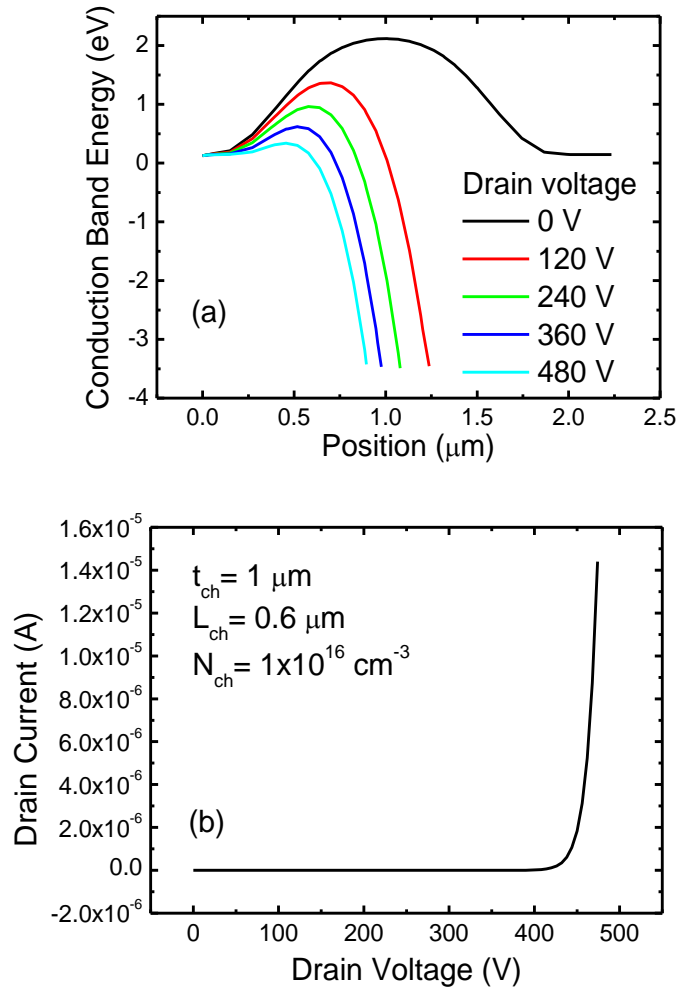 2
1
0
-1
-2
-3
-4
Conduction Band Energy (eV)
Drain voltage
0 V
120 V
240 V
360 V
480 V
(a)
0.0 0.5 1.0 1.5 2.0 2.5
Position (μm)
1.6x10⁻⁵
1.4x10⁻⁵
1.2x10⁻⁵
1.0x10⁻⁵
8.0x10⁻⁶
6.0x10⁻⁶
4.0x10⁻⁶
2.0x10⁻⁶
0.0
-2.0x10⁻⁶
Drain Current (A)
t_ch= 1 μm
L_ch= 0.6 μm
N_ch= 1x10¹⁶ cm⁻³
(b)
0 100 200 300 400 500
Drain Voltage (V)